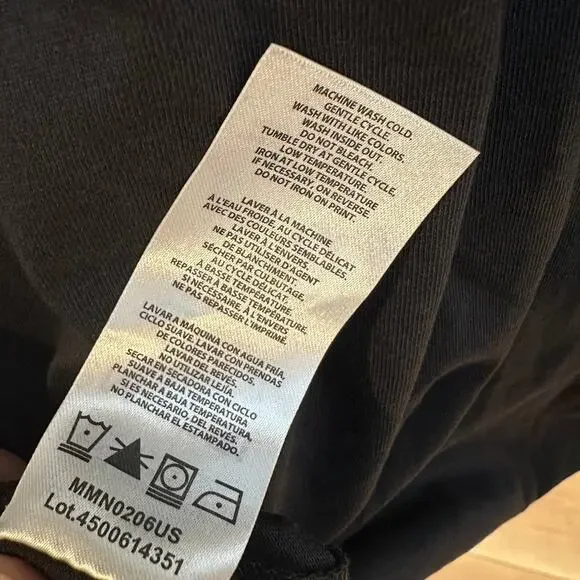 MACHINE WASH COLD.
GENTLE CYCLE.
WASH WITH LIKE COLORS.
WASH INSIDE OUT.
DO NOT BLEACH.
TUMBLE DRY AT GENTLE CYCLE.
LOW TEMPERATURE.
IRON AT LOW TEMPERATURE
IF NECESSARY, ON REVERSE.
DO NOT IRON ON PRINT.
LAVER À LA MACHINE
À L'EAU FROIDE, AU CYCLE DÉLICAT
AVEC DES COULEURS SEMBLABLES.
LAVER À L'ENVERS.
NE PAS UTILISER D'AGENT
DE BLANCHIMENT.
SÉCHER PAR CULBUTAGE,
AU CYCLE DÉLICAT,
À BASSE TEMPÉRATURE.
REPASSER À BASSE TEMPÉRATURE
SI NÉCESSAIRE, À L'ENVERS
NE PAS REPASSER L'IMPRIMÉ.
LAVAR A MÁQUINA CON AGUA FRÍA,
CICLO SUAVE. LAVAR CON PRENDAS
DE COLORES PARECIDOS.
LAVAR DEL REVÉS.
NO UTILIZAR LEJÍA.
SECAR EN SECADORA CON CICLO
SUAVE A BAJA TEMPERATURA.
PLANCHAR A BAJA TEMPERATURA
SI ES NECESARIO, DEL REVÉS.
NO PLANCHAR EL ESTAMPADO.
MMN0206US
Lot.4500614351